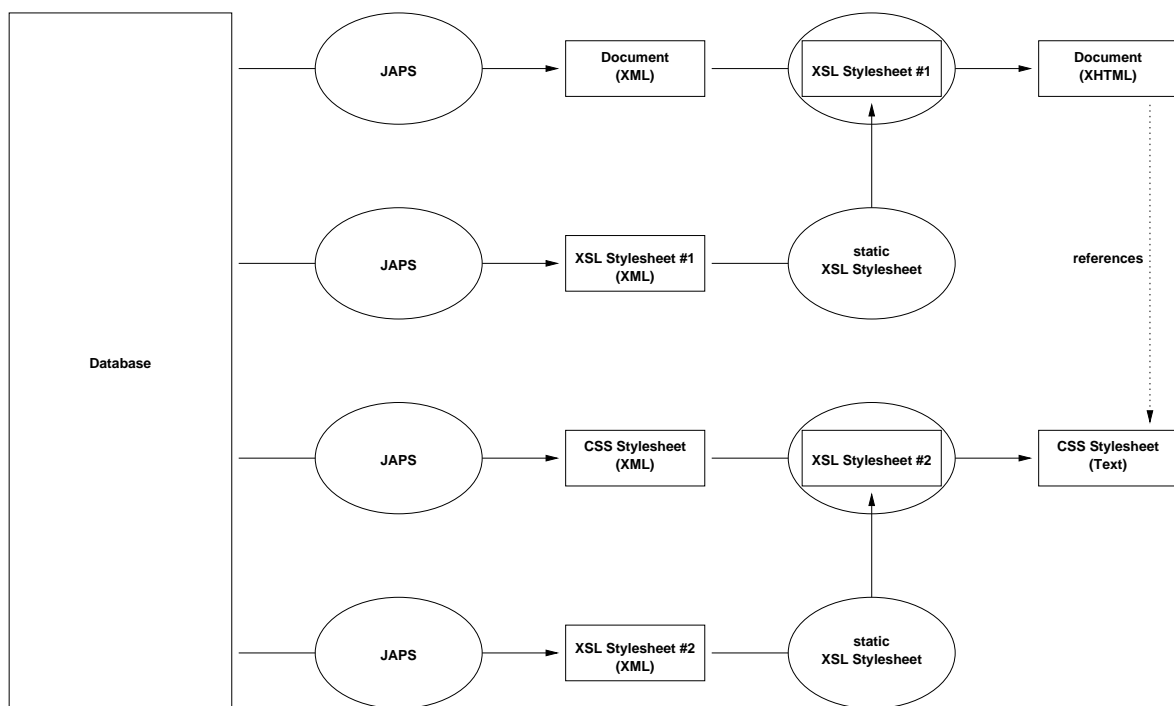 JAPS
Document
(XML)
XSL Stylesheet #1
Document
(XHTML)
JAPS
XSL Stylesheet #1
(XML)
static
XSL Stylesheet
references
Database
JAPS
CSS Stylesheet
(XML)
XSL Stylesheet #2
CSS Stylesheet
(Text)
JAPS
XSL Stylesheet #2
(XML)
static
XSL Stylesheet